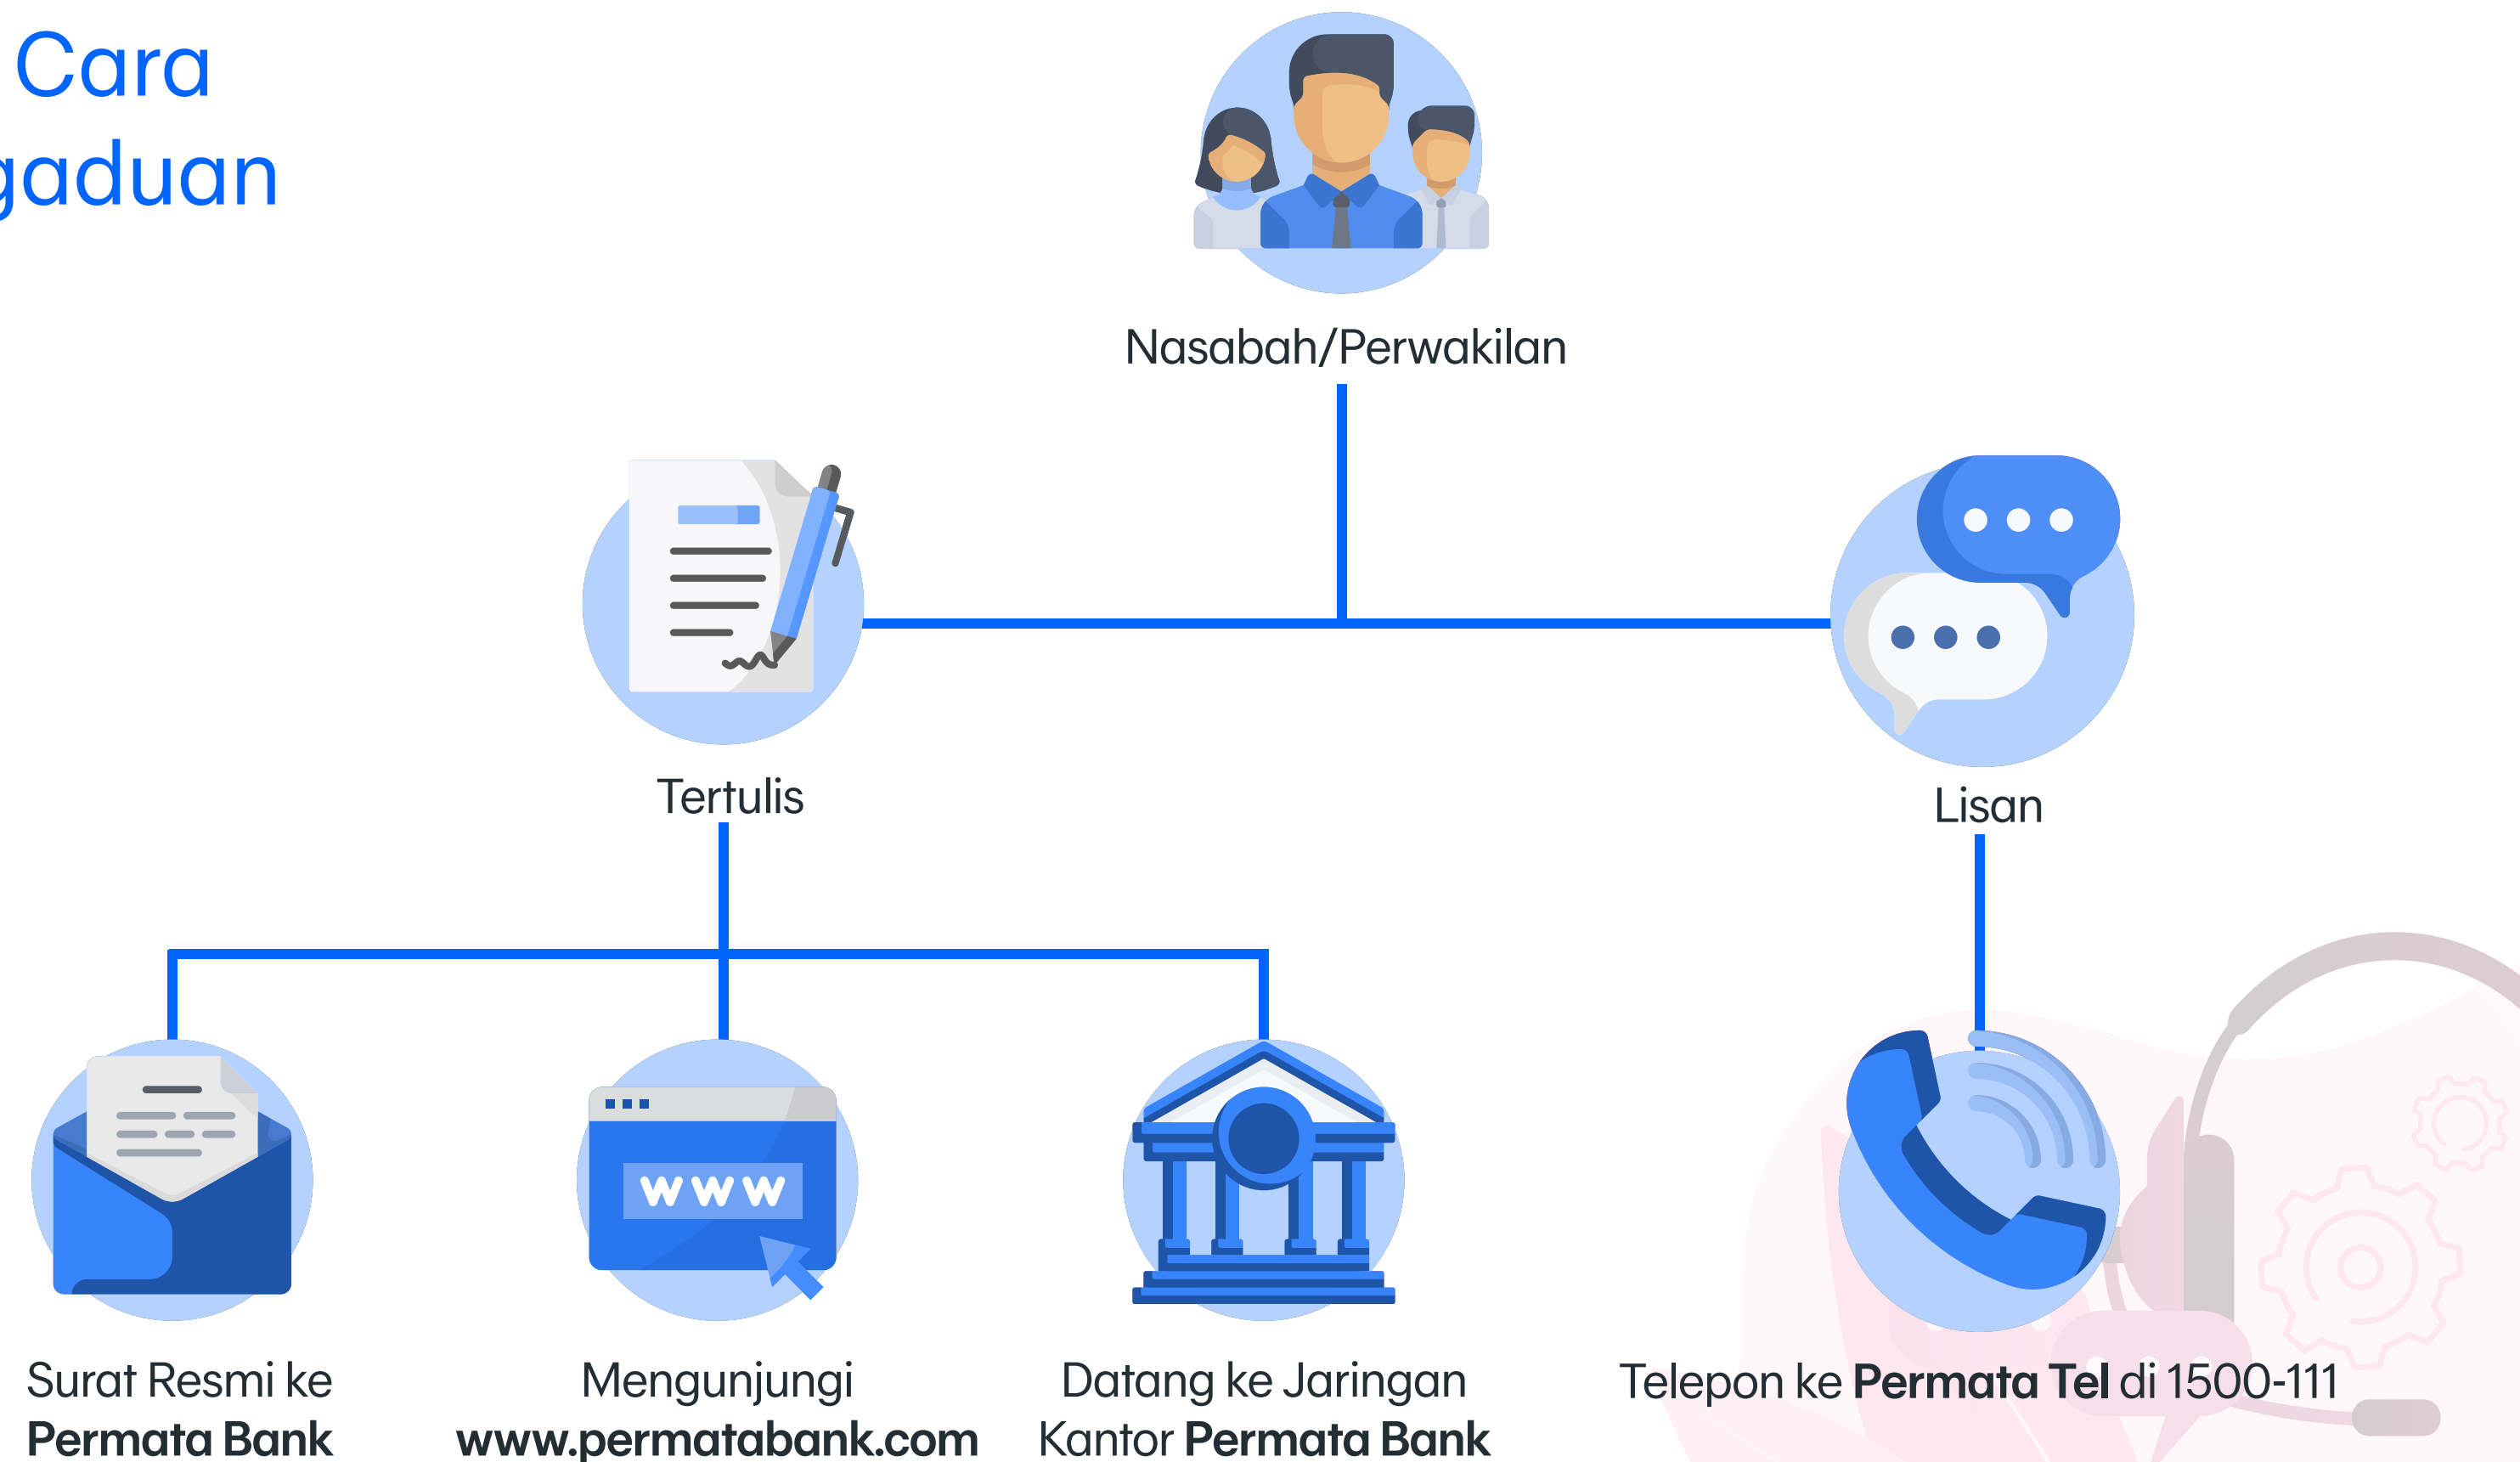 Cara
gaduan
Nasabah/Perwakilan
Tertulis
Lisan
www
Surat Resmi ke
Permata Bank
Mengunjungi
www.permatabank.com
Datang ke Jaringan
Kantor Permata Bank
Telepon ke Permata Tel di 1500-111